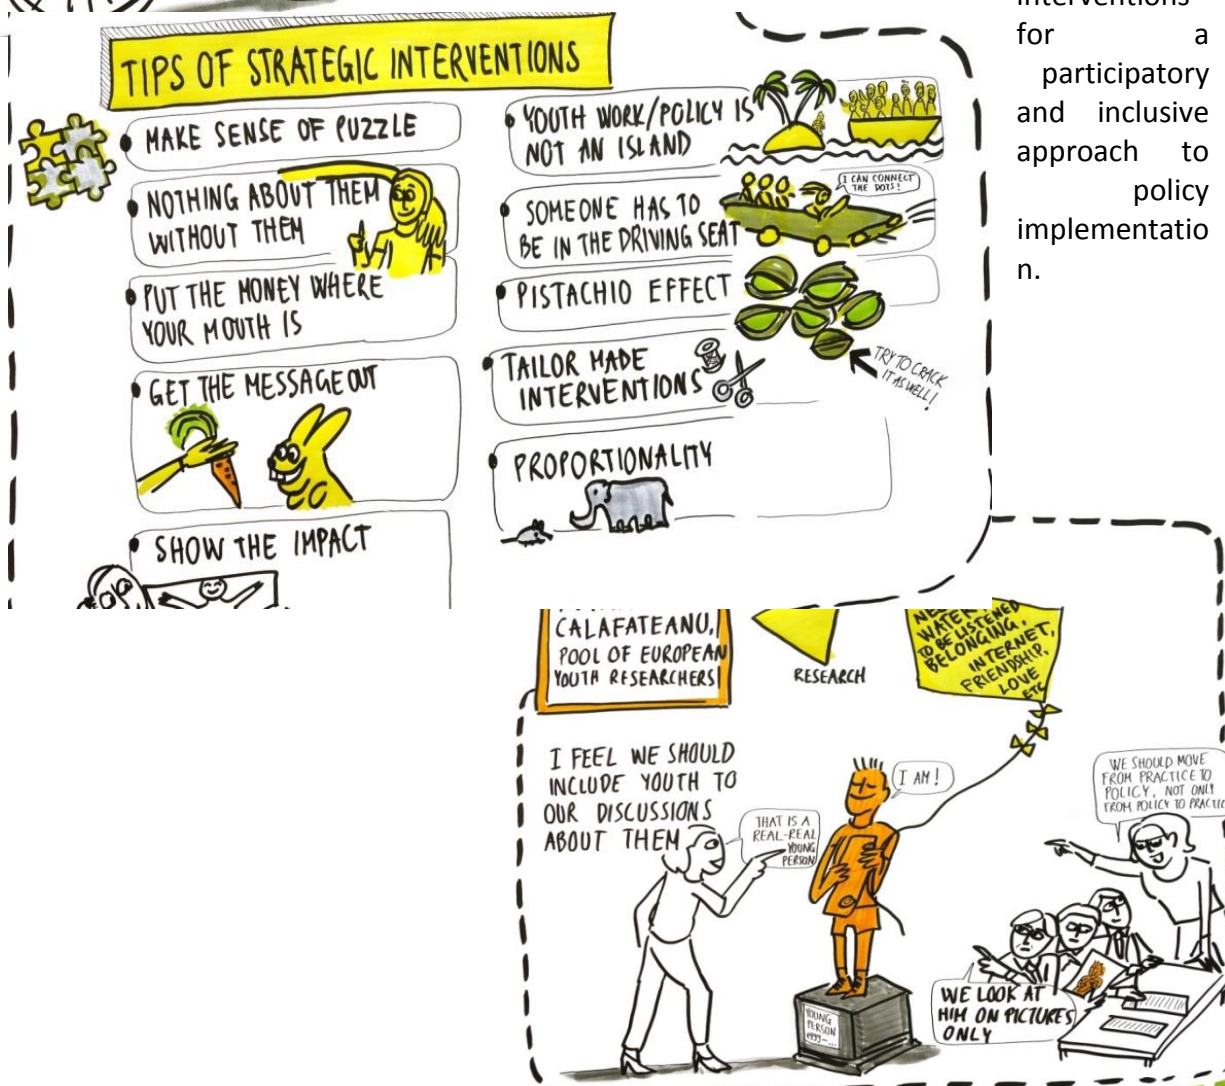 TIPS OF STRATEGIC INTERVENTIONS
MAKE SENSE OF PUZZLE
NOTHING ABOUT THEM
WITHOUT THEM
PUT THE MONEY WHERE
YOUR MOUTH IS
GET THE MESSAGE OUT
SHOW THE IMPACT
YOUTH WORK/POLICY IS
NOT AN ISLAND
SOMEONE HAS TO
BE IN THE DRIVING SEAT
I CAN CONNECT
THE DOTS!
PISTACHIO EFFECT
TRY TO CRACK
IT AS WELL!
TAILOR MADE
INTERVENTIONS
PROPORTIONALITY
interventions
for a
participatory
and inclusive
approach to
policy
implementatio
n.
CALAFATEANU,
POOL OF EUROPEAN
YOUTH RESEARCHERS
RESEARCH
WATER
TO BE LISTENED
BELONGING,
INTERNET,
FRIENDSHIP,
LOVE
ETC
I FEEL WE SHOULD
INCLUDE YOUTH TO
OUR DISCUSSIONS
ABOUT THEM
THAT IS A
REAL-REAL
YOUNG
PERSON
I AM!
YOUNG
PERSON
WE SHOULD MOVE
FROM PRACTICE TO
POLICY, NOT ONLY
FROM POLICY TO PRACTIC
WE LOOK AT
HIM ON PICTURES
ONLY